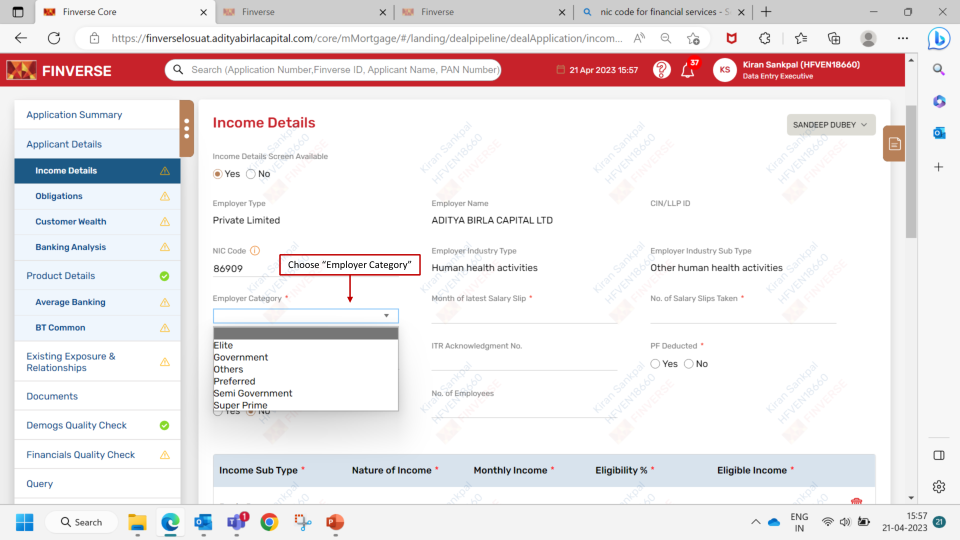 Finverse Core
Finverse
Finverse
nic code for financial services - S
https://finverselosuat.adityabirlacapital.com/core/mMortgage/#/landing/dealpipeline/dealApplication/incom...
FINVERSE
Search (Application Number,Finverse ID, Applicant Name, PAN Number)
21 Apr 2023 15:57
37
KS
Kiran Sankpal (HFVEN18660)
Data Entry Executive
Application Summary
Applicant Details
Income Details
Obligations
Customer Wealth
Banking Analysis
Product Details
Average Banking
BT Common
Existing Exposure &
Relationships
Documents
Demogs Quality Check
Financials Quality Check
Query
Income Details
SANDEEP DUBEY
Income Details Screen Available
Yes No
Employer Type Employer Name CIN/LLP ID
Private Limited ADITYA BIRLA CAPITAL LTD
NIC Code Employer Industry Type Employer Industry Sub Type
86909 Human health activities Other human health activities
Choose “Employer Category”
Employer Category * Month of latest Salary Slip * No. of Salary Slips Taken *
Elite
Government
Others
Preferred
Semi Government
Super Prime
ITR Acknowledgment No. PF Deducted *
Yes No
No. of Employees
Yes No
Income Sub Type * Nature of Income * Monthly Income * Eligibility % * Eligible Income *
Kiran Sankpal
HFVEN18660
FINVERSE
Search
1
ENG
IN
15:57
21-04-2023
21